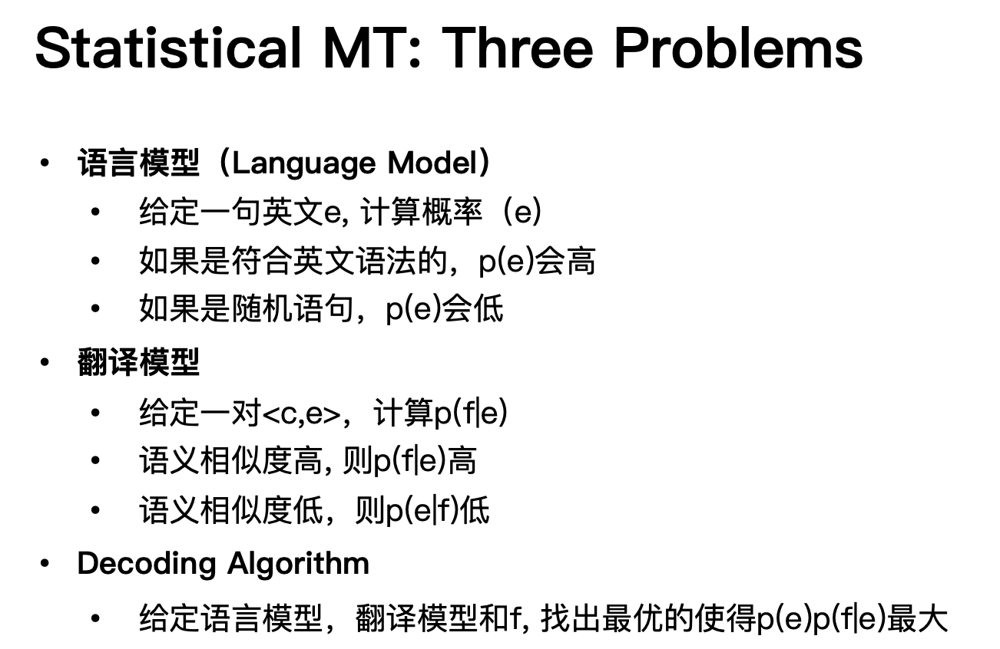 Statistical MT: Three Problems
• 语言模型（Language Model）
• 给定一句英文e, 计算概率（e）
• 如果是符合英文语法的，p(e)会高
• 如果是随机语句，p(e)会低
• 翻译模型
• 给定一对<c,e>，计算p(f|e)
• 语义相似度高, 则p(f|e)高
• 语义相似度低，则p(e|f)低
• Decoding Algorithm
• 给定语言模型，翻译模型和f, 找出最优的使得p(e)p(f|e)最大